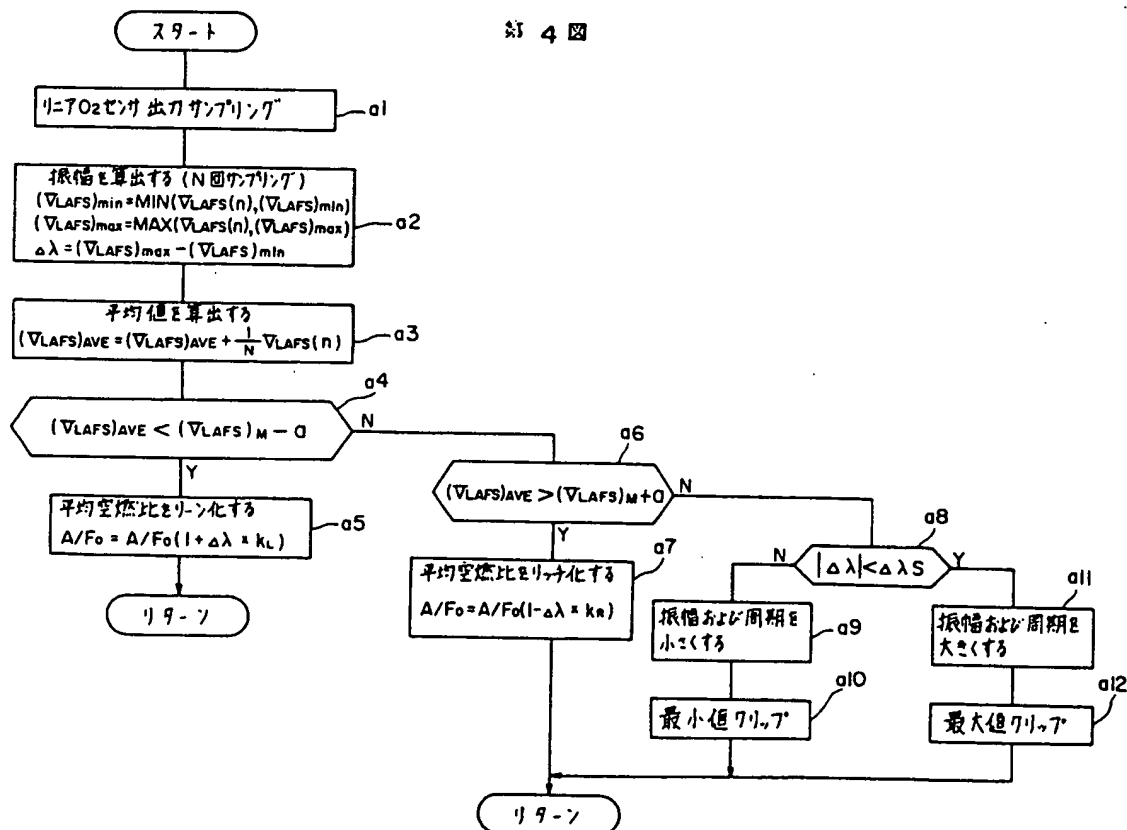 第4図
スタート
リニアO2センサ出力サンプリング
a1
振幅を算出する(N回サンプリング)
(∇LAFS)min=MIN(∇LAFS(n),(∇LAFS)min)
(∇LAFS)max=MAX(∇LAFS(n),(∇LAFS)max)
Δλ=(∇LAFS)max-(∇LAFS)min
a2
平均値を算出する
(∇LAFS)AVE=(∇LAFS)AVE+1/N ∇LAFS(n)
a3
a4
(∇LAFS)AVE<(∇LAFS)M-a
N
Y
平均空燃比をリーン化する
A/Fo=A/Fo(1+Δλ*kL)
a5
リターン
a6
(∇LAFS)AVE>(∇LAFS)M+a
N
Y
a7
平均空燃比をリッチ化する
A/Fo=A/Fo(1-Δλ*kR)
a8
N
|Δλ|<ΔλS
Y
振幅および周期を
小さくする
a9
a10
最小値クリップ
a11
振幅および周期を
大きくする
a12
最大値クリップ
リターン